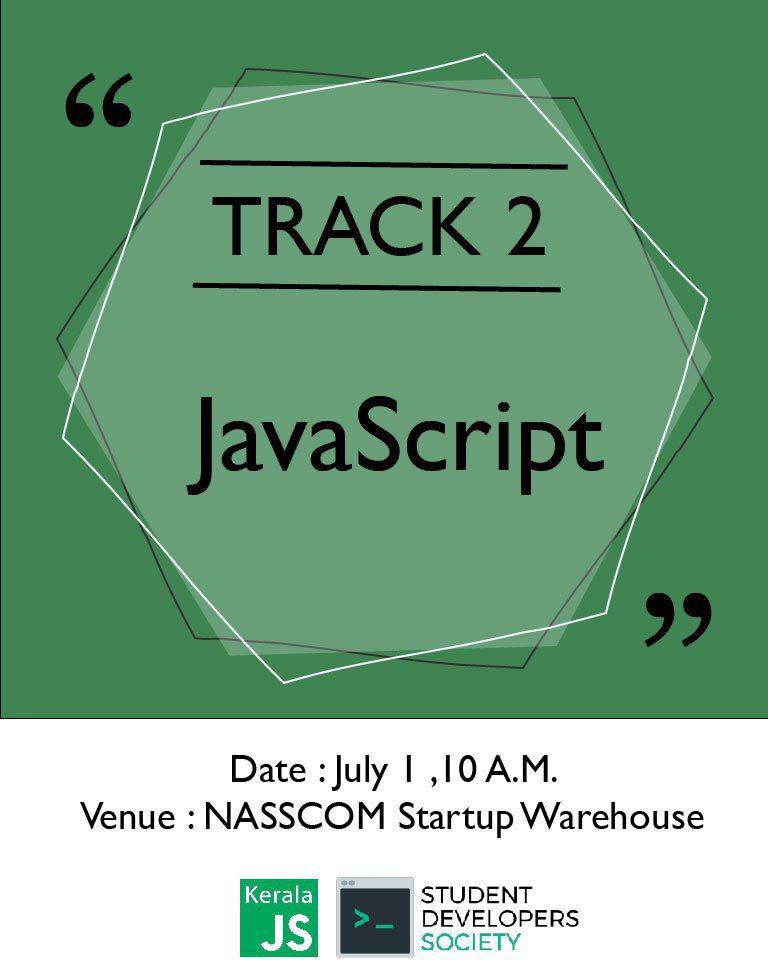 “
TRACK 2
JavaScript
”
Date : July 1 ,10 A.M.
Venue : NASSCOM Startup Warehouse
Kerala
JS
>_
STUDENT
DEVELOPERS
SOCIETY